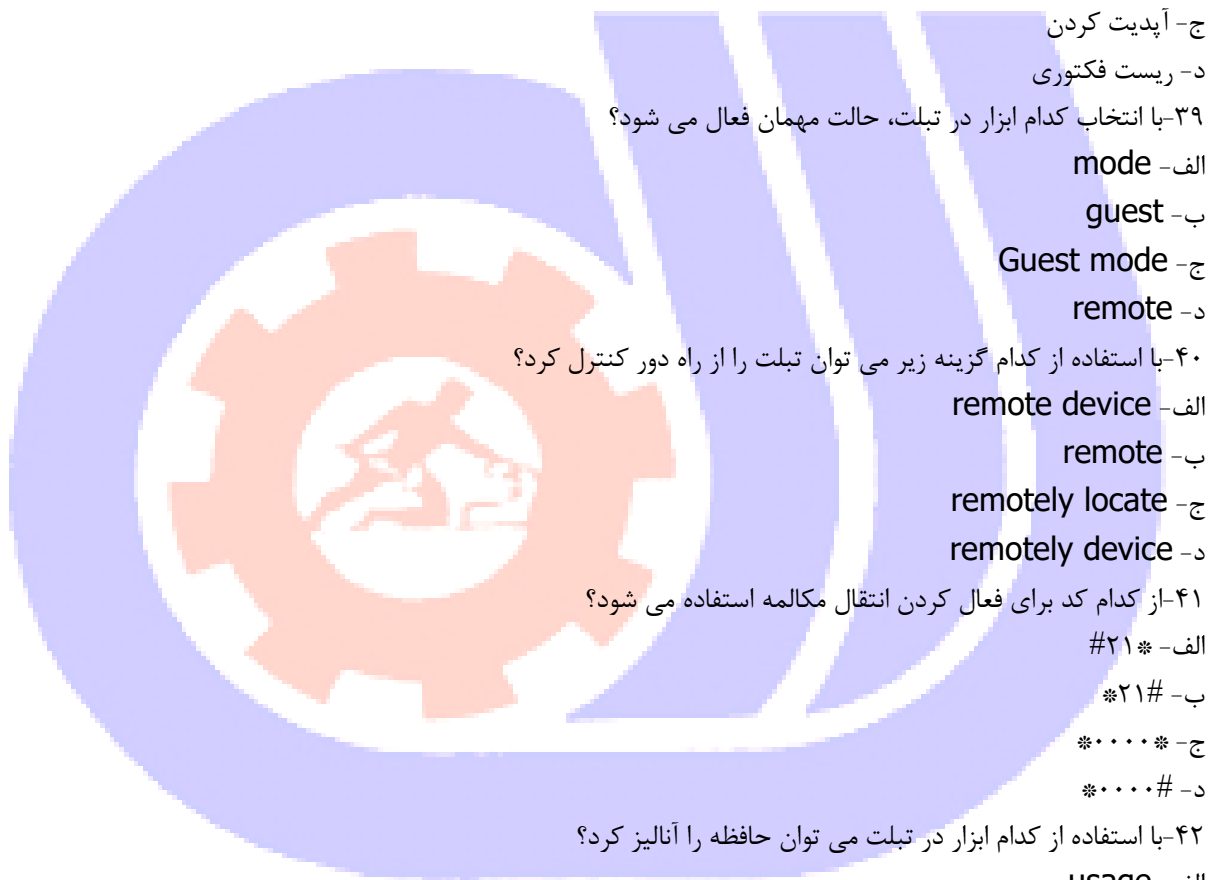 ج- آپدیت کردن
د- ریست فکتوری
۳۹-با انتخاب کدام ابزار در تبلت، حالت مهمان فعال می شود؟
الف- mode
ب- guest
ج- Guest mode
د- remote
۴۰-با استفاده از کدام گزینه زیر می توان تبلت را از راه دور کنترل کرد؟
الف- remote device
ب- remote
ج- remotely locate
د- remotely device
۴۱-از کدام کد برای فعال کردن انتقال مکالمه استفاده می شود؟
الف- *۲۱#
ب- #۲۱*
ج- *۰۰۰۰*
د- #۰۰۰۰*
۴۲-با استفاده از کدام ابزار در تبلت می توان حافظه را آنالیز کرد؟
الف- usage